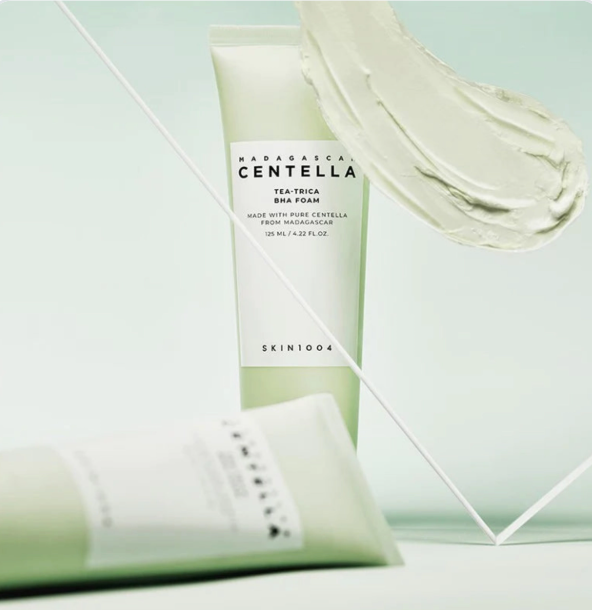 MADAGASCAR
CENTELLA
TEA-TRICA
BHA FOAM
MADE WITH PURE CENTELLA
FROM MADAGASCAR
125 ML / 4.22 FL.OZ.
SKIN1004
CENTELLA